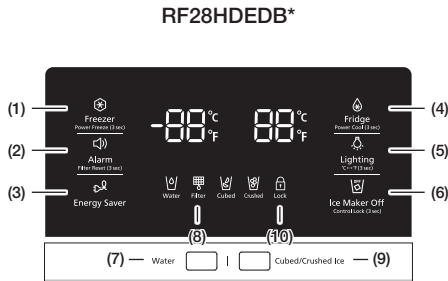 RF28HDEDB*
(1)
Freezer
Power Freeze (3 sec)
-88 °C °F
88 °C °F
Fridge
Power Cool (3 sec)
(4)
(2)
Alarm
Filter Reset (3 sec)
Lighting
°C↔°F (3 sec)
(5)
(3)
Energy Saver
Water Filter Cubed Crushed Lock
OFF
Ice Maker Off
Control Lock (3 sec)
(6)
(8)
(10)
(7) Water | Cubed/Crushed Ice (9)